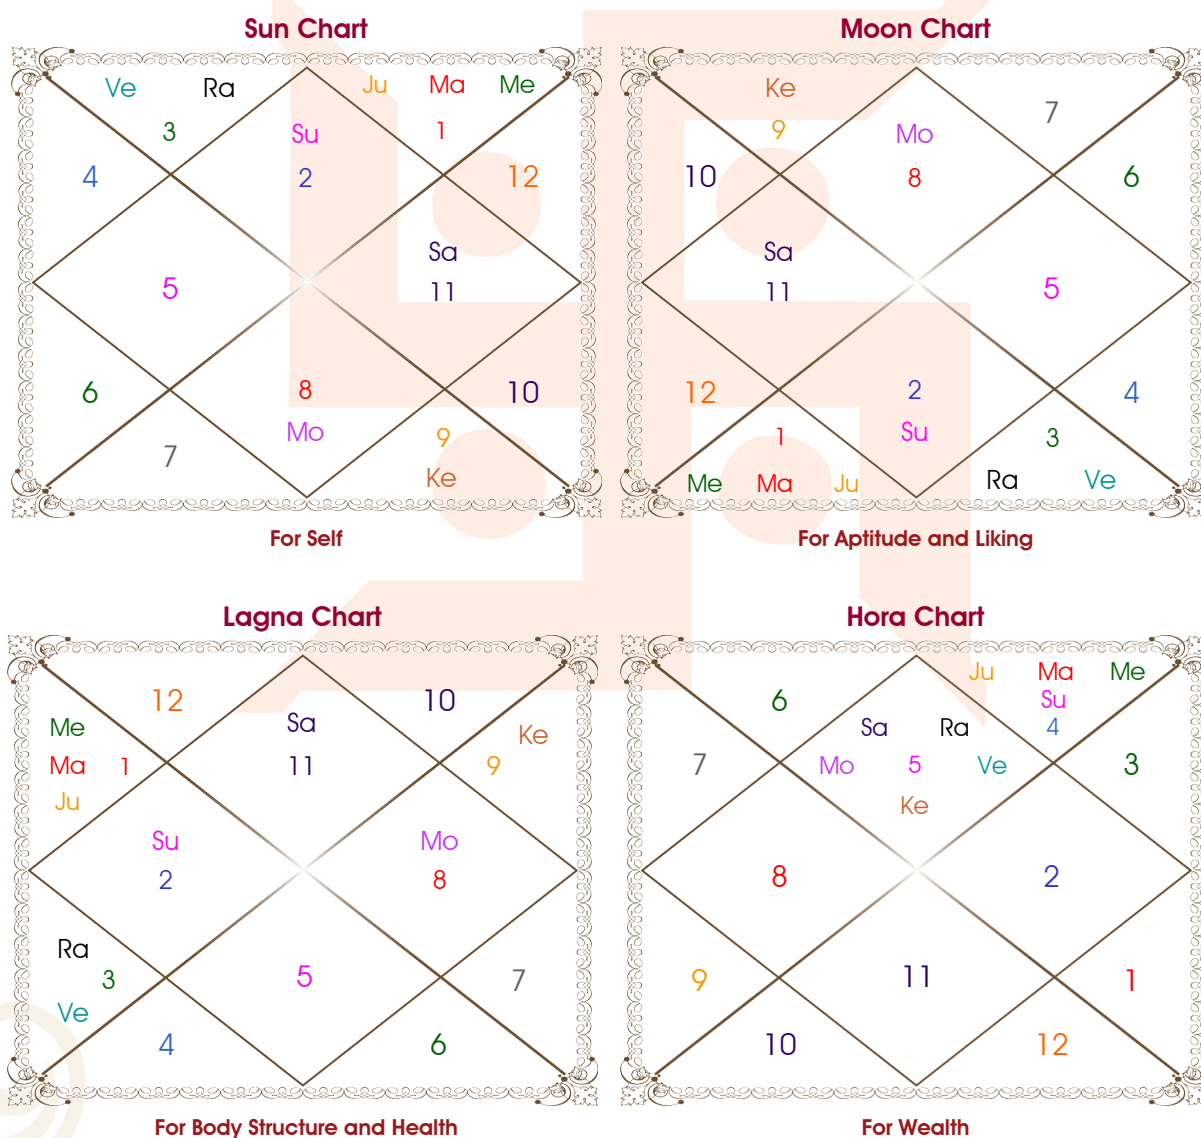 Sun Chart
Ve Ra Ju Ma Me
3 Su 1
4 2 12
Sa
5 11
6 8 10
Mo 9
7 Ke
For Self
Moon Chart
Ke 7
9 Mo
10 8 6
Sa
11 5
12 2 4
1 Su 3
Me Ma Ju Ra Ve
For Aptitude and Liking
Lagna Chart
12 10
Me Sa Ke
Ma 1 11 9
Ju
Su Mo
2 8
Ra
3 5 7
Ve
4 6
For Body Structure and Health
Hora Chart
Ju Ma Me
6 Su
Sa Ra 4
7 Mo 5 Ve 3
Ke
8 2
9 11 1
10 12
For Wealth